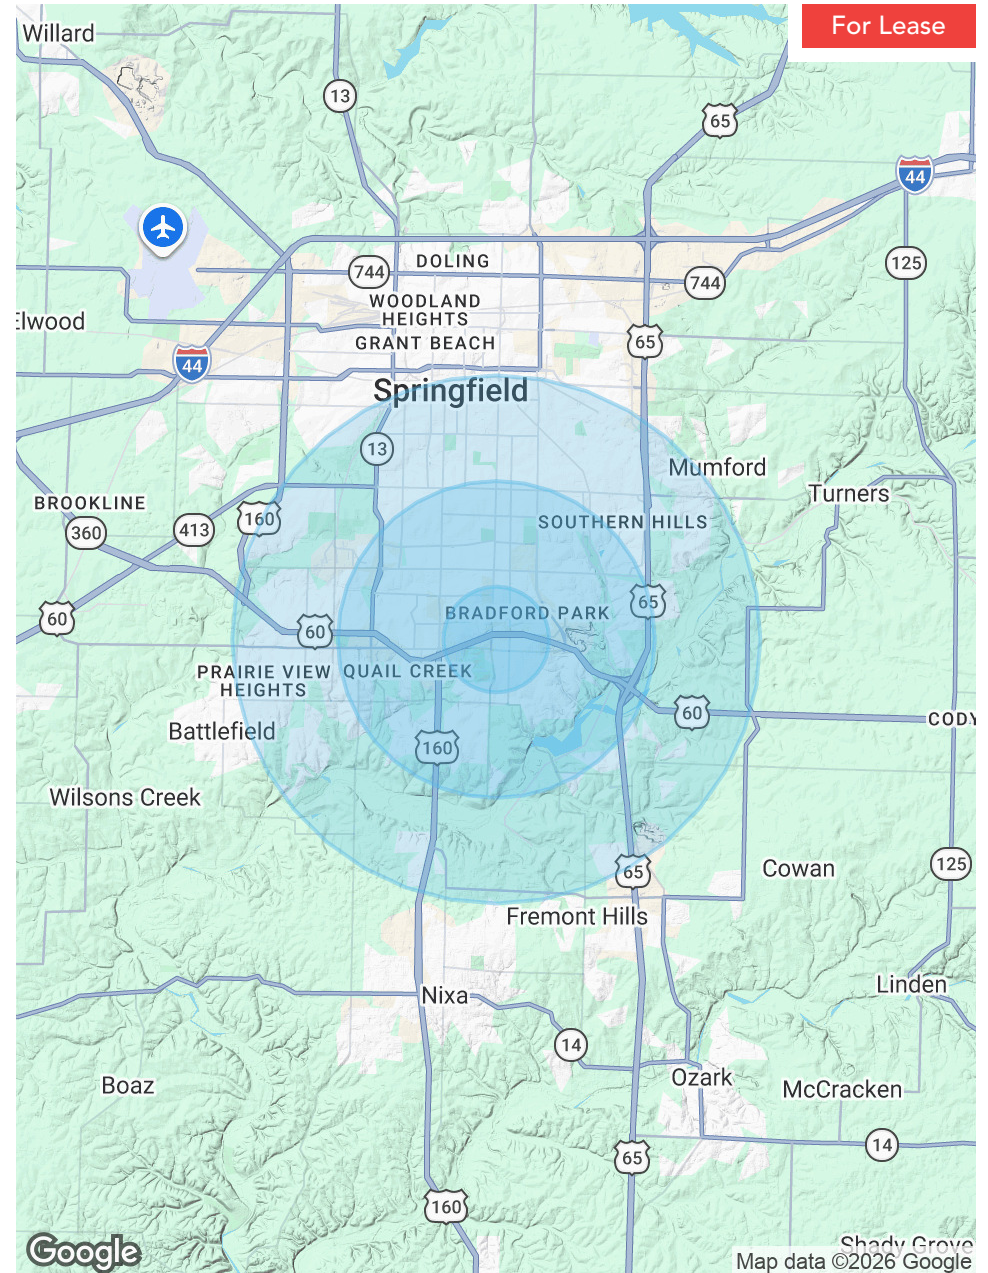 For Lease
Willard
13
65
44
125
DOLING
744
744
WOODLAND
HEIGHTS
Elwood
GRANT BEACH
65
44
Springfield
13
Mumford
Turners
BROOKLINE
160
SOUTHERN HILLS
413
360
65
BRADFORD PARK
60
60
PRAIRIE VIEW
HEIGHTS
QUAIL CREEK
60
CODY
Battlefield
160
Wilsons Creek
65
Cowan
125
Fremont Hills
Linden
Nixa
14
Ozark
Boaz
McCracken
14
65
160
Shady Grove
Google
Map data ©2026 Google